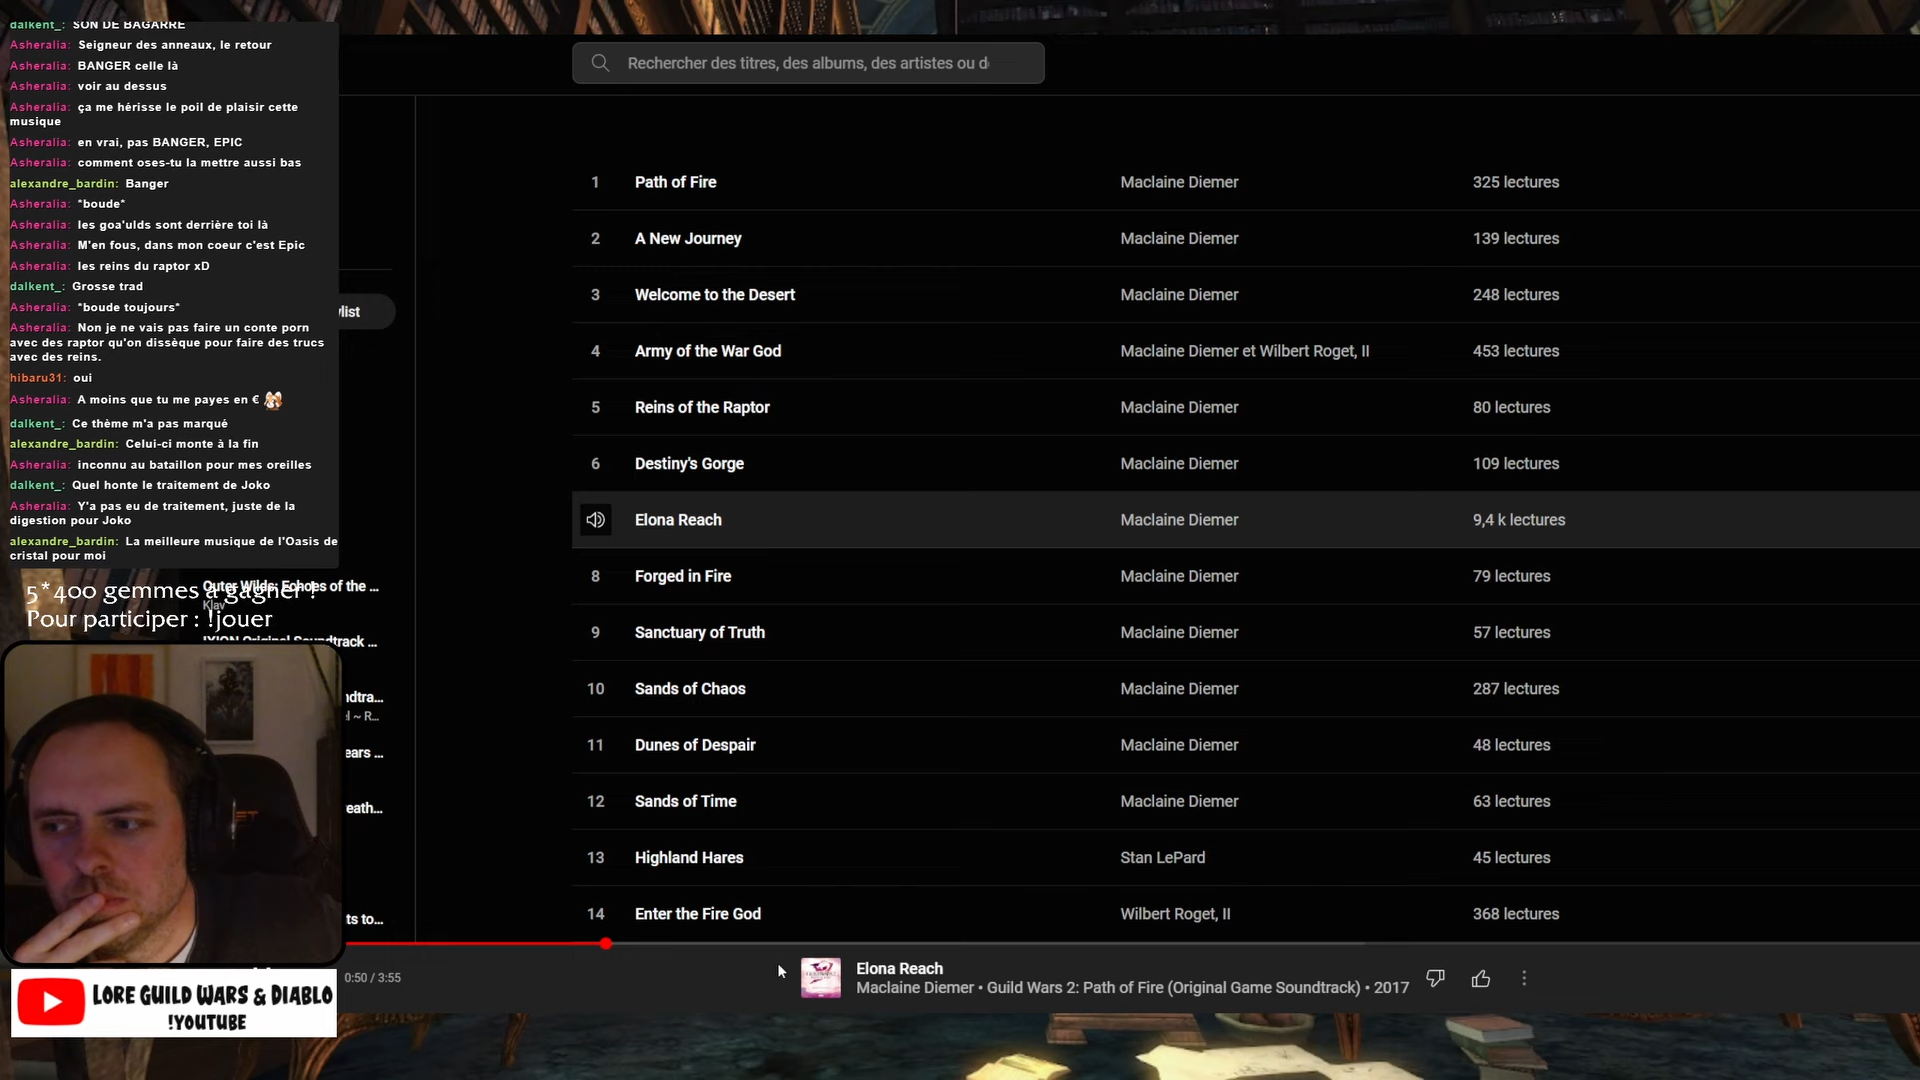 dalkent_: SON DE BAGARRE
Asheralia: Seigneur des anneaux, le retour
Asheralia: BANGER celle là
Asheralia: voir au dessus
Asheralia: ça me hérisse le poil de plaisir cette
musique
Asheralia: en vrai, pas BANGER, EPIC
Asheralia: comment oses-tu la mettre aussi bas
alexandre_bardin: Banger
Asheralia: *boude*
Asheralia: les goa'ulds sont derrière toi là
Asheralia: M'en fous, dans mon coeur c'est Epic
Asheralia: les reins du raptor xD
dalkent_: Grosse trad
Asheralia: *boude toujours*
Asheralia: Non je ne vais pas faire un conte porn
avec des raptor qu'on dissèque pour faire des trucs
avec des reins.
hibaru31: oui
Asheralia: A moins que tu me payes en €
dalkent_: Ce thème m'a pas marqué
alexandre_bardin: Celui-ci monte à la fin
Asheralia: inconnu au bataillon pour mes oreilles
dalkent_: Quel honte le traitement de Joko
Asheralia: Y'a pas eu de traitement, juste de la
digestion pour Joko
alexandre_bardin: La meilleure musique de l'Oasis de
cristal pour moi
ylist
Outer Wilds: Echoes of the ...
Klav
5*400 gemmes à gagner !
Pour participer : !jouer
IXION Original Soundtrack ...
ndtra...
l ~ R...
ears ...
eath...
ts to...
LORE GUILD WARS & DIABLO
!YOUTUBE
Rechercher des titres, des albums, des artistes ou d
1 Path of Fire Maclaine Diemer 325 lectures
2 A New Journey Maclaine Diemer 139 lectures
3 Welcome to the Desert Maclaine Diemer 248 lectures
4 Army of the War God Maclaine Diemer et Wilbert Roget, II 453 lectures
5 Reins of the Raptor Maclaine Diemer 80 lectures
6 Destiny's Gorge Maclaine Diemer 109 lectures
Elona Reach Maclaine Diemer 9,4 k lectures
8 Forged in Fire Maclaine Diemer 79 lectures
9 Sanctuary of Truth Maclaine Diemer 57 lectures
10 Sands of Chaos Maclaine Diemer 287 lectures
11 Dunes of Despair Maclaine Diemer 48 lectures
12 Sands of Time Maclaine Diemer 63 lectures
13 Highland Hares Stan LePard 45 lectures
14 Enter the Fire God Wilbert Roget, II 368 lectures
0:50 / 3:55
Elona Reach
Maclaine Diemer • Guild Wars 2: Path of Fire (Original Game Soundtrack) • 2017